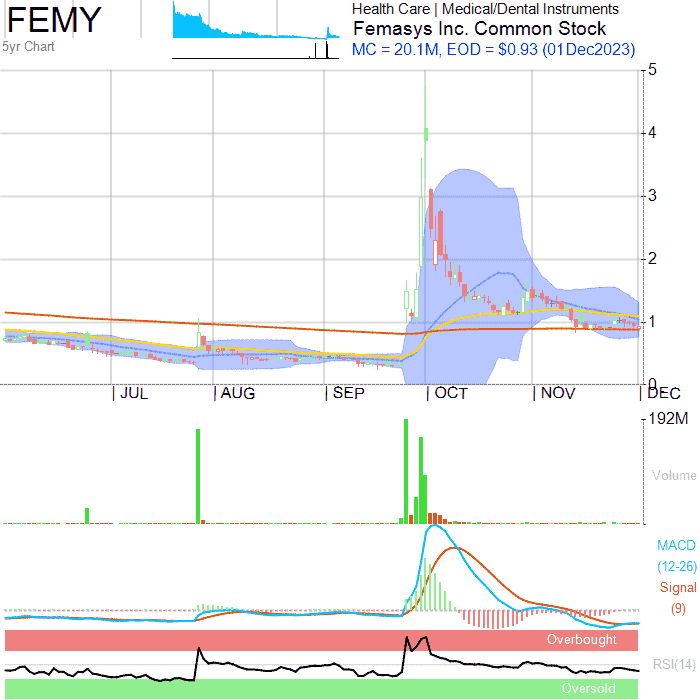 FEMY
5yr Chart
Health Care | Medical/Dental Instruments
Femasys Inc. Common Stock
MC = 20.1M, EOD = $0.93 (01Dec2023)
5
4
3
2
1
0
JUL
AUG
SEP
OCT
NOV
DEC
192M
Volume
MACD
(12-26)
Signal
(9)
Overbought
RSI(14)
Oversold